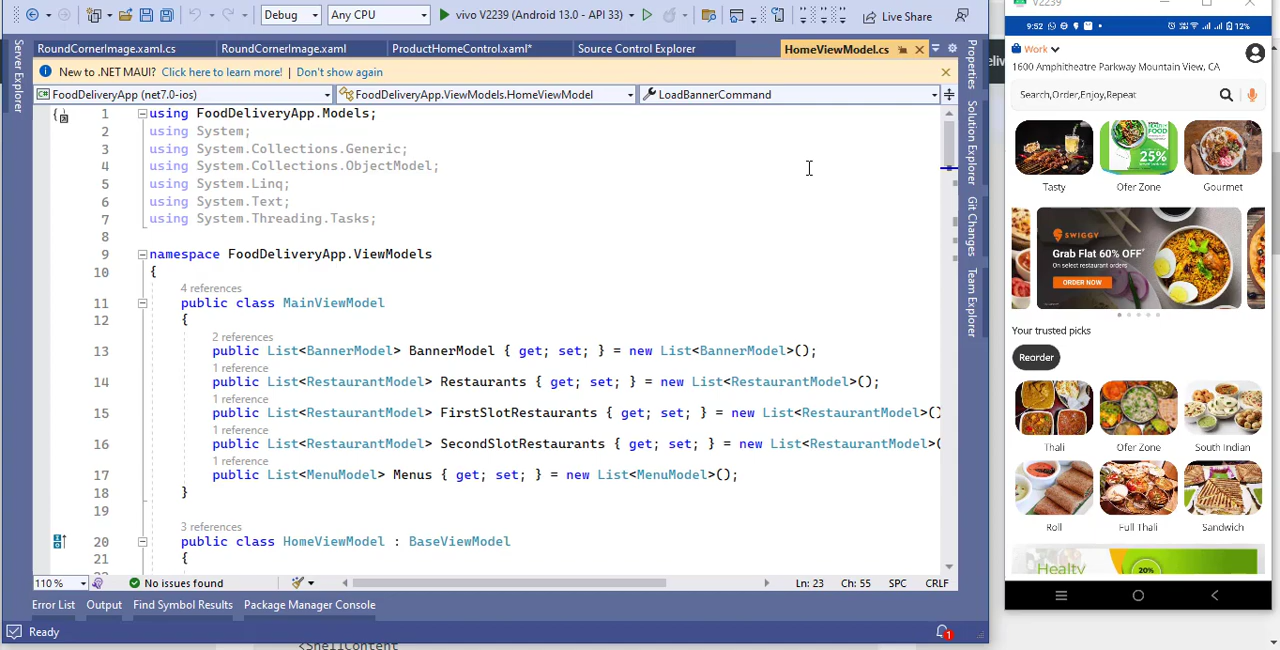 Debug
Any CPU
vivo V2239 (Android 13.0 - API 33)
Live Share
RoundCornerImage.xaml.cs
RoundCornerImage.xaml
ProductHomeControl.xaml*
Source Control Explorer
HomeViewModel.cs
New to .NET MAUI? Click here to learn more! | Don't show again
FoodDeliveryApp (net7.0-ios)
FoodDeliveryApp.ViewModels.HomeViewModel
LoadBannerCommand
Server Explorer
Properties
Solution Explorer
Git Changes
Team Explorer
1 using FoodDeliveryApp.Models;
2 using System;
3 using System.Collections.Generic;
4 using System.Collections.ObjectModel;
5 using System.Linq;
6 using System.Text;
7 using System.Threading.Tasks;
8
9 namespace FoodDeliveryApp.ViewModels
10 {
4 references
11 public class MainViewModel
12 {
2 references
13 public List<BannerModel> BannerModel { get; set; } = new List<BannerModel>();
1 reference
14 public List<RestaurantModel> Restaurants { get; set; } = new List<RestaurantModel>();
1 reference
15 public List<RestaurantModel> FirstSlotRestaurants { get; set; } = new List<RestaurantModel>()
1 reference
16 public List<RestaurantModel> SecondSlotRestaurants { get; set; } = new List<RestaurantModel>(
1 reference
17 public List<MenuModel> Menus { get; set; } = new List<MenuModel>();
18 }
19
3 references
20 public class HomeViewModel : BaseViewModel
21 {
110 %
No issues found
Ln: 23
Ch: 55
SPC
CRLF
Error List
Output
Find Symbol Results
Package Manager Console
Ready
1
<ShellContent
V2239
9:52
12%
Work
1600 Amphitheatre Parkway Mountain View, CA
Search,Order,Enjoy,Repeat
HEALTHY
FOOD
25%
Tasty
Ofer Zone
Gourmet
SWIGGY
Grab Flat 60% OFF*
On select restaurant orders
ORDER NOW
Your trusted picks
Reorder
Thali
Ofer Zone
South Indian
Roll
Full Thali
Sandwich
Healty
20%